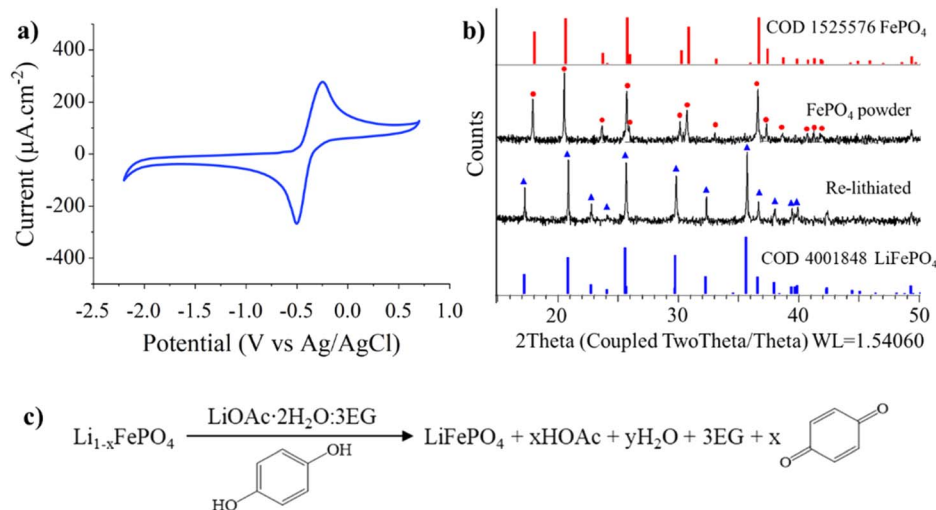 a)
400
200
0
-200
-400
Current (μA.cm⁻²)
-2.5 -2.0 -1.5 -1.0 -0.5 0.0 0.5 1.0
Potential (V vs Ag/AgCl)
b)
Counts
COD 1525576 FePO₄
FePO₄ powder
Re-lithiated
COD 4001848 LiFePO₄
20 30 40 50
2Theta (Coupled TwoTheta/Theta) WL=1.54060
c)
Li₁₋ₓFePO₄
LiOAc·2H₂O:3EG
OH
HO
LiFePO₄ + xHOAc + yH₂O + 3EG + x
O
O